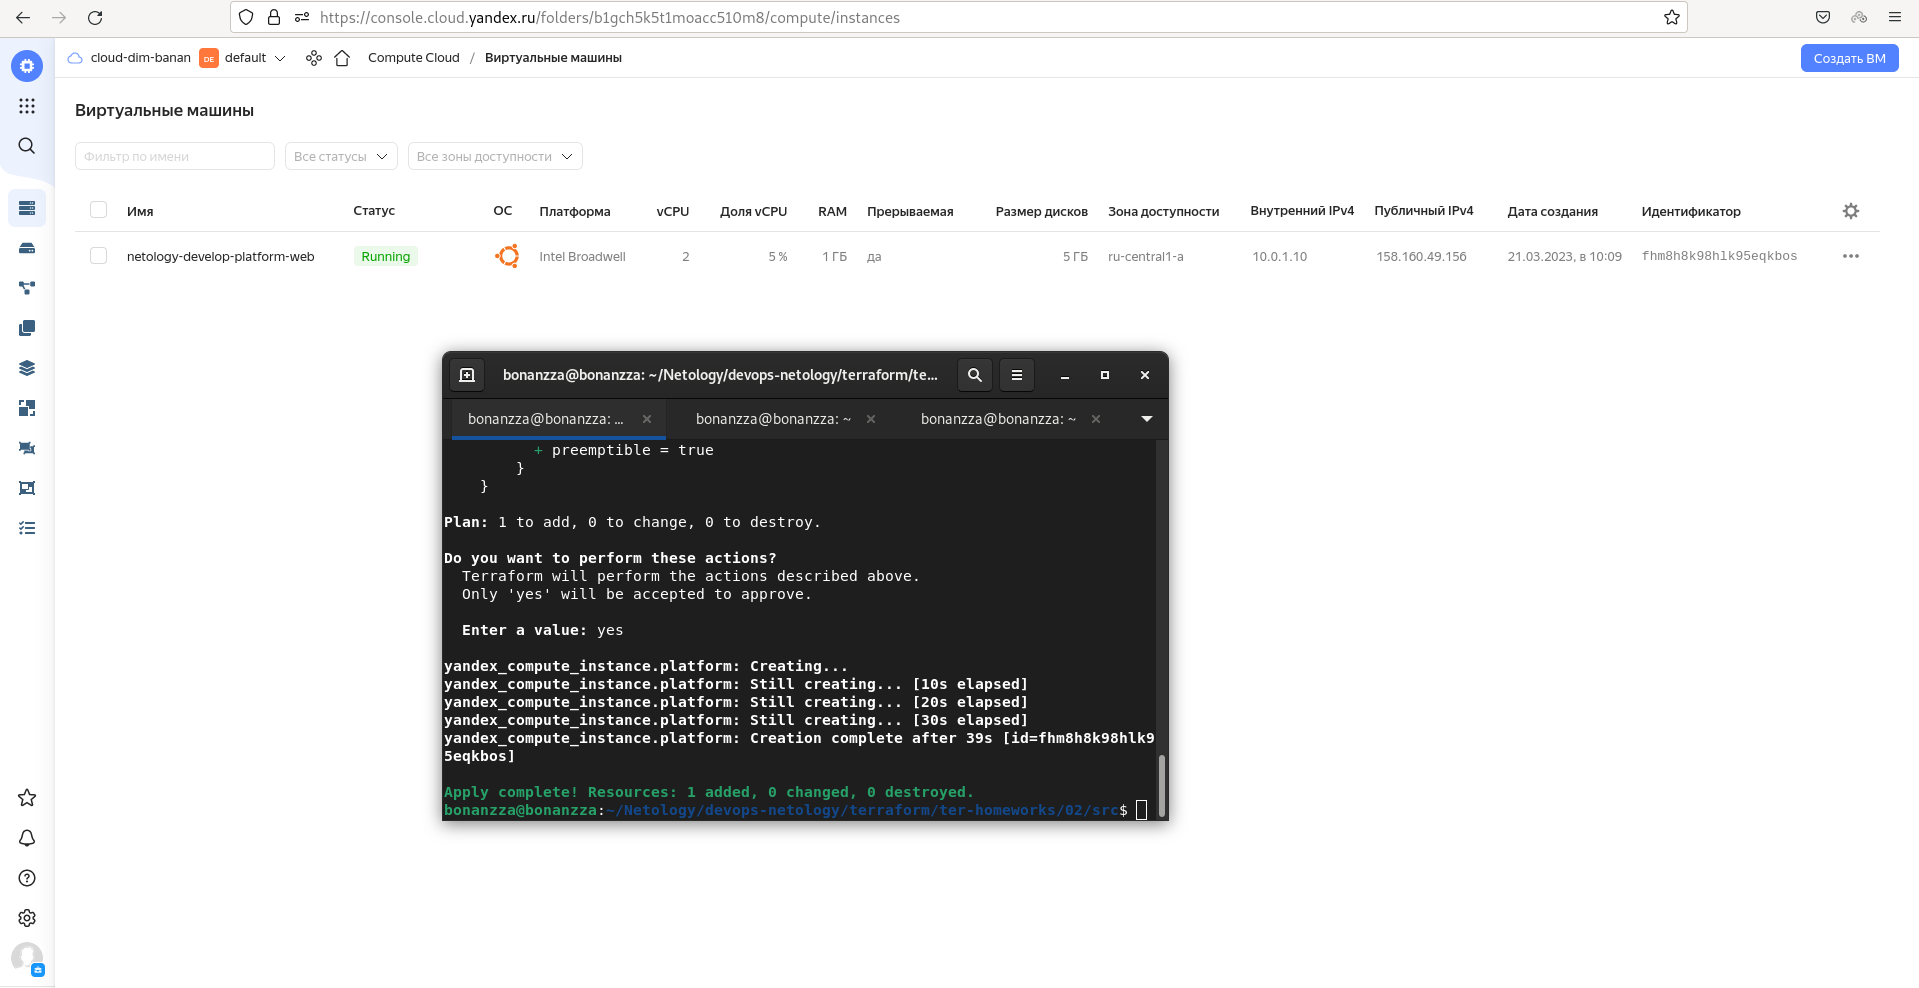 https://console.cloud.yandex.ru/folders/b1gch5k5t1moacc510m8/compute/instances
cloud-dim-banan DE default Compute Cloud / Виртуальные машины Создать ВМ
Виртуальные машины
Фильтр по имени Все статусы Все зоны доступности
Имя Статус ОС Платформа vCPU Доля vCPU RAM Прерываемая Размер дисков Зона доступности Внутренний IPv4 Публичный IPv4 Дата создания Идентификатор
netology-develop-platform-web Running Intel Broadwell 2 5 % 1 ГБ да 5 ГБ ru-central1-a 10.0.1.10 158.160.49.156 21.03.2023, в 10:09 fhm8h8k98hlk95eqkbos
bonanzza@bonanzza: ~/Netology/devops-netology/terraform/te...
bonanzza@bonanzza: ... bonanzza@bonanzza: ~ bonanzza@bonanzza: ~
+ preemptible = true
}
}
Plan: 1 to add, 0 to change, 0 to destroy.
Do you want to perform these actions?
Terraform will perform the actions described above.
Only 'yes' will be accepted to approve.
Enter a value: yes
yandex_compute_instance.platform: Creating...
yandex_compute_instance.platform: Still creating... [10s elapsed]
yandex_compute_instance.platform: Still creating... [20s elapsed]
yandex_compute_instance.platform: Still creating... [30s elapsed]
yandex_compute_instance.platform: Creation complete after 39s [id=fhm8h8k98hlk9
5eqkbos]
Apply complete! Resources: 1 added, 0 changed, 0 destroyed.
bonanzza@bonanzza:~/Netology/devops-netology/terraform/ter-homeworks/02/src$